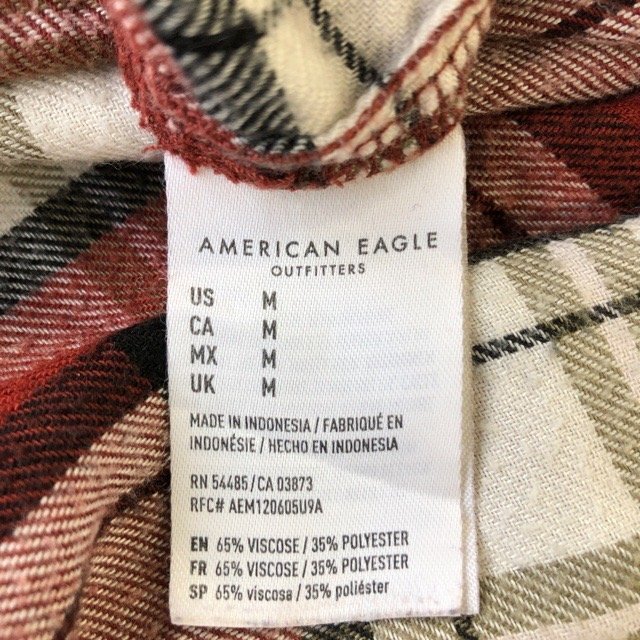 AMERICAN EAGLE
OUTFITTERS
US M
CA M
MX M
UK M
MADE IN INDONESIA / FABRIQUÉ EN
INDONÉSIE / HECHO EN INDONESIA
RN 54485 / CA 03873
RFC# AEM120605U9A
EN 65% VISCOSE / 35% POLYESTER
FR 65% VISCOSE / 35% POLYESTER
SP 65% viscosa / 35% poliéster